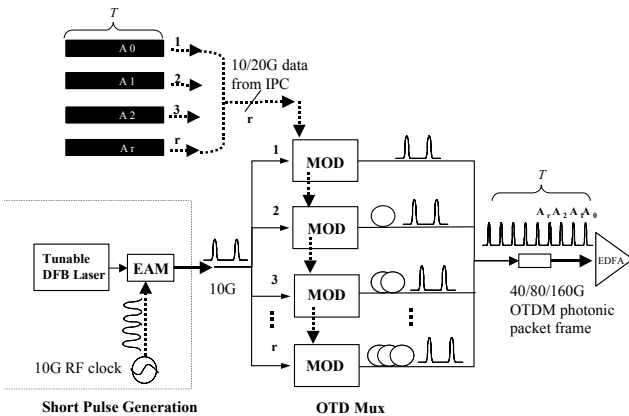 T
A 0
1
A 1
2
A 2
3
A r
r
10/20G data
from IPC
r
1
MOD
2
MOD
3
MOD
r
MOD
T
A r A 2 A 1 A 0
Tunable
DFB Laser
EAM
10G
EDFA
40/80/160G
OTDM photonic
packet frame
10G RF clock
Short Pulse Generation
OTD Mux